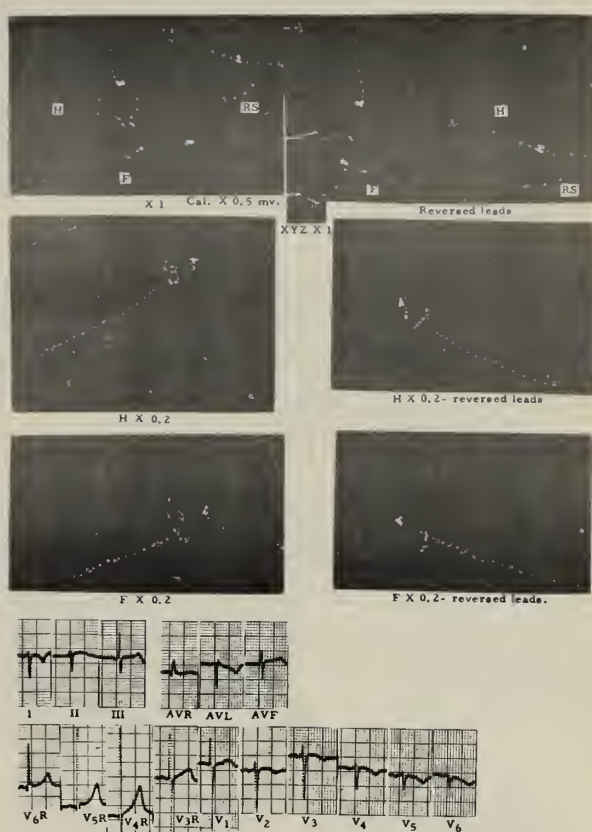 H RS H
F F RS
X 1 Cal. X 0.5 mv. Reversed leads
XYZ X 1
H X 0.2 H X 0.2- reversed leads
F X 0.2 F X 0.2- reversed leads.
1 II III AVR AVL AVF
V6R V5R V4R V3R V1 V2 V3 V4 V5 V6